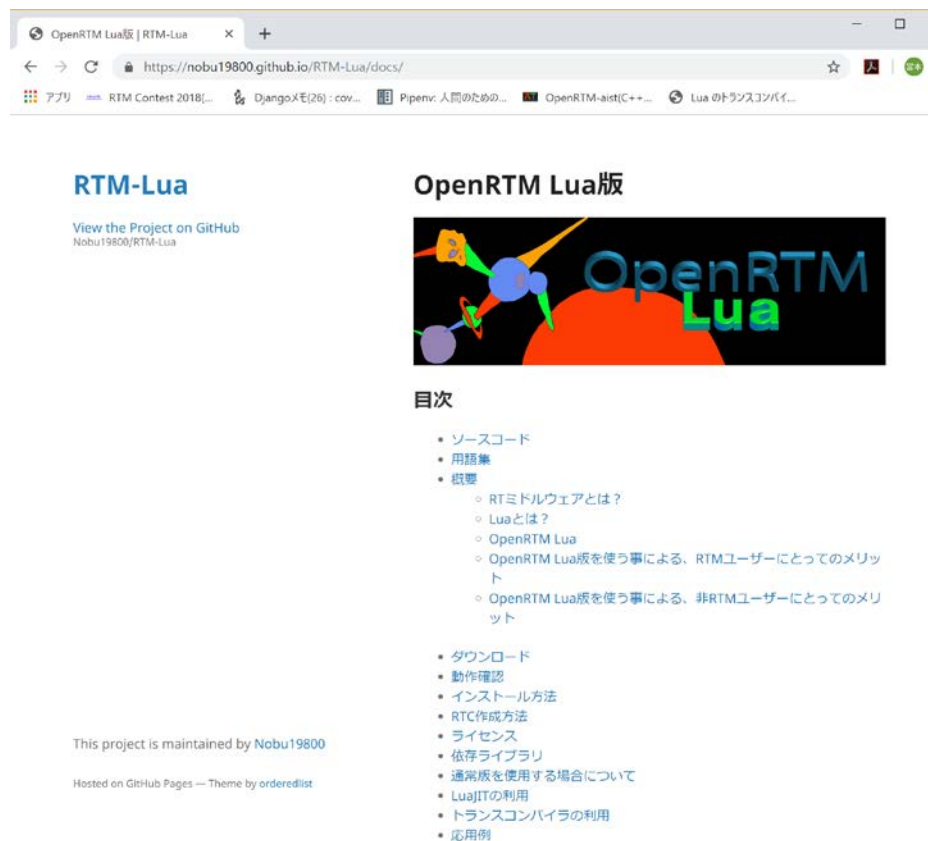 OpenRTM Lua版 | RTM-Lua
https://nobu19800.github.io/RTM-Lua/docs/
アプリ
RTM Contest 2018(...
Djangoメモ(26) : cov...
Pipenv: 人間のための...
OpenRTM-aist(C++...
Lua のトランスコンパイ...
RTM-Lua
View the Project on GitHub
Nobu19800/RTM-Lua
OpenRTM Lua版
OpenRTM
Lua
目次
ソースコード
用語集
概要
RTミドルウェアとは？
Luaとは？
OpenRTM Lua
OpenRTM Lua版を使う事による、RTMユーザーにとってのメリッ
ト
OpenRTM Lua版を使う事による、非RTMユーザーにとってのメリ
ット
ダウンロード
動作確認
インストール方法
RTC作成方法
ライセンス
依存ライブラリ
通常版を使用する場合について
LuaJITの利用
トランスコンパイラの利用
応用例
This project is maintained by Nobu19800
Hosted on GitHub Pages — Theme by orderedlist